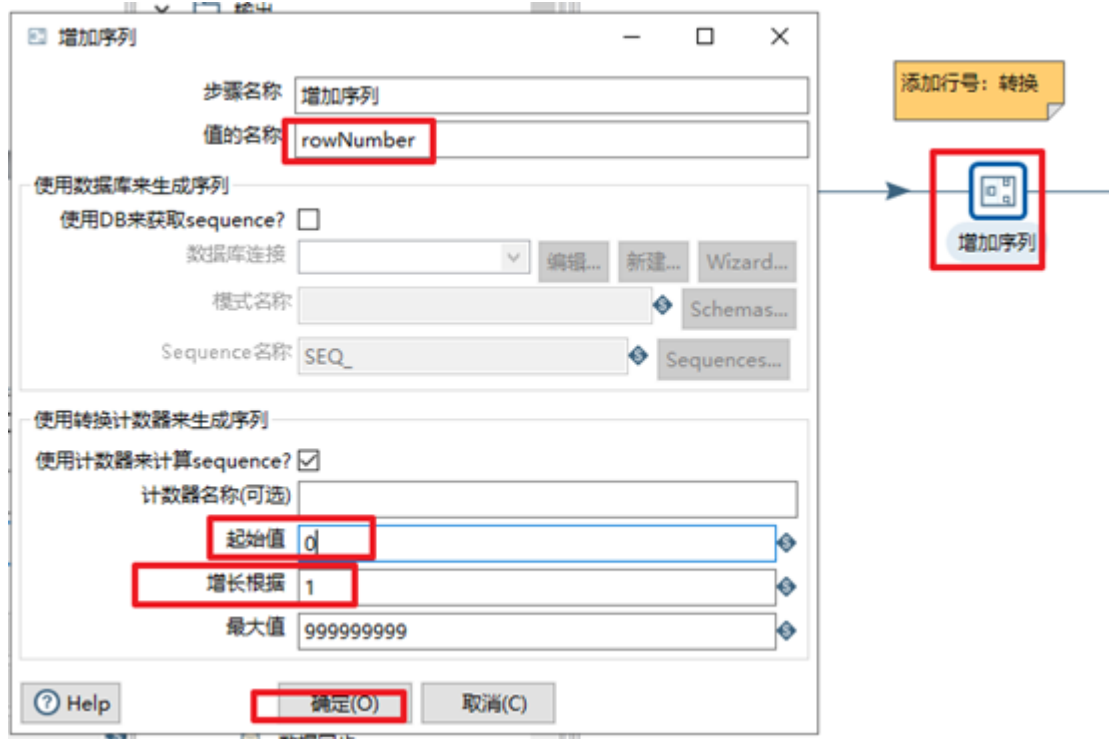 输出
增加序列
步骤名称 增加序列
值的名称 rowNumber
使用数据库来生成序列
使用DB来获取sequence?
数据库连接 编辑... 新建... Wizard...
模式名称 Schemas...
Sequence名称 SEQ_ Sequences...
使用转换计数器来生成序列
使用计数器来计算sequence?
计数器名称(可选)
起始值 0
增长根据 1
最大值 999999999
Help 确定(O) 取消(C)
数据同步
添加行号：转换
增加序列